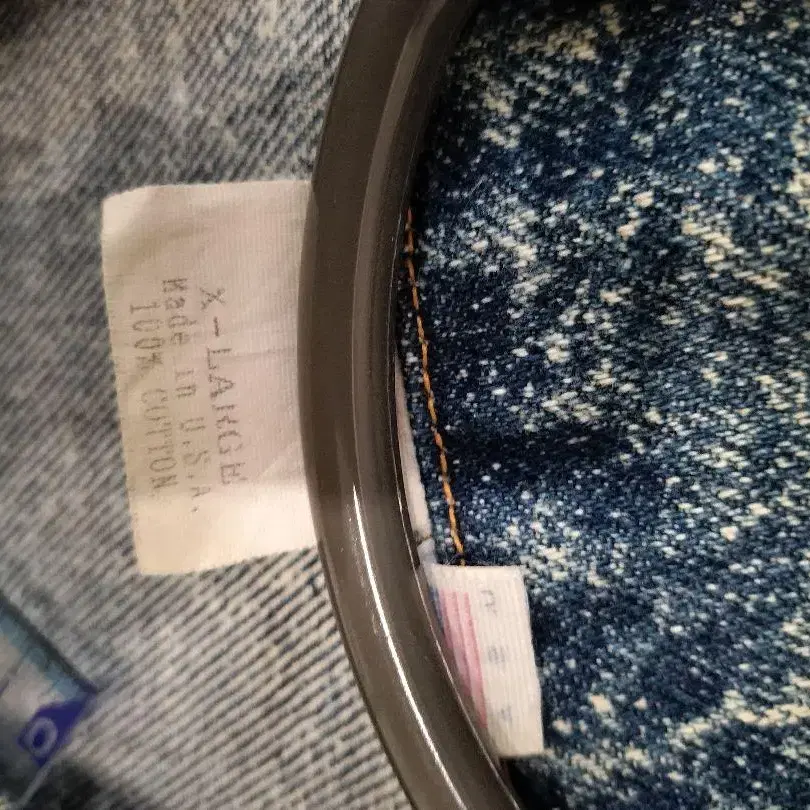 X-LARGE
Made in U.S.A.
100% COTTON